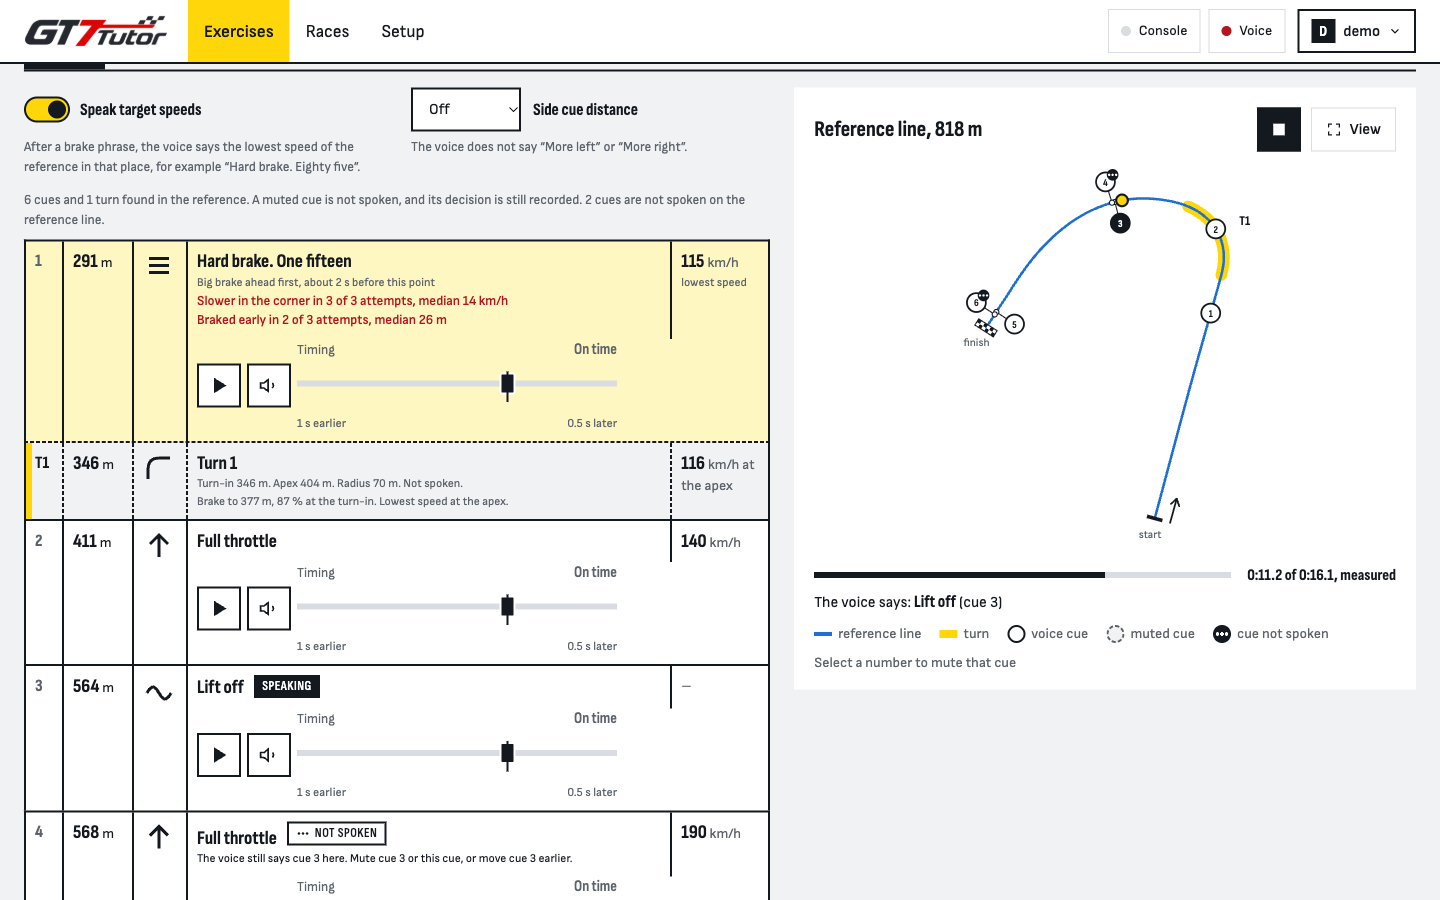 GT7 Tutor
Exercises
Races
Setup
Console
Voice
D demo
Speak target speeds
After a brake phrase, the voice says the lowest speed of the
reference in that place, for example “Hard brake. Eighty five”.
Off
Side cue distance
The voice does not say “More left” or “More right”.
6 cues and 1 turn found in the reference. A muted cue is not spoken, and its decision is still recorded. 2 cues are not spoken on the
reference line.
1
291 m
Hard brake. One fifteen
Big brake ahead first, about 2 s before this point
Slower in the corner in 3 of 3 attempts, median 14 km/h
Braked early in 2 of 3 attempts, median 26 m
115 km/h
lowest speed
Timing
On time
1 s earlier
0.5 s later
T1
346 m
Turn 1
Turn-in 346 m. Apex 404 m. Radius 70 m. Not spoken.
Brake to 377 m, 87 % at the turn-in. Lowest speed at the apex.
116 km/h at
the apex
2
411 m
Full throttle
140 km/h
Timing
On time
1 s earlier
0.5 s later
3
564 m
Lift off
SPEAKING
–
Timing
On time
1 s earlier
0.5 s later
4
568 m
Full throttle
NOT SPOKEN
The voice still says cue 3 here. Mute cue 3 or this cue, or move cue 3 earlier.
190 km/h
Timing
On time
Reference line, 818 m
View
4
3
2
T1
6
5
1
finish
start
0:11.2 of 0:16.1, measured
The voice says: Lift off (cue 3)
reference line
turn
voice cue
muted cue
cue not spoken
Select a number to mute that cue